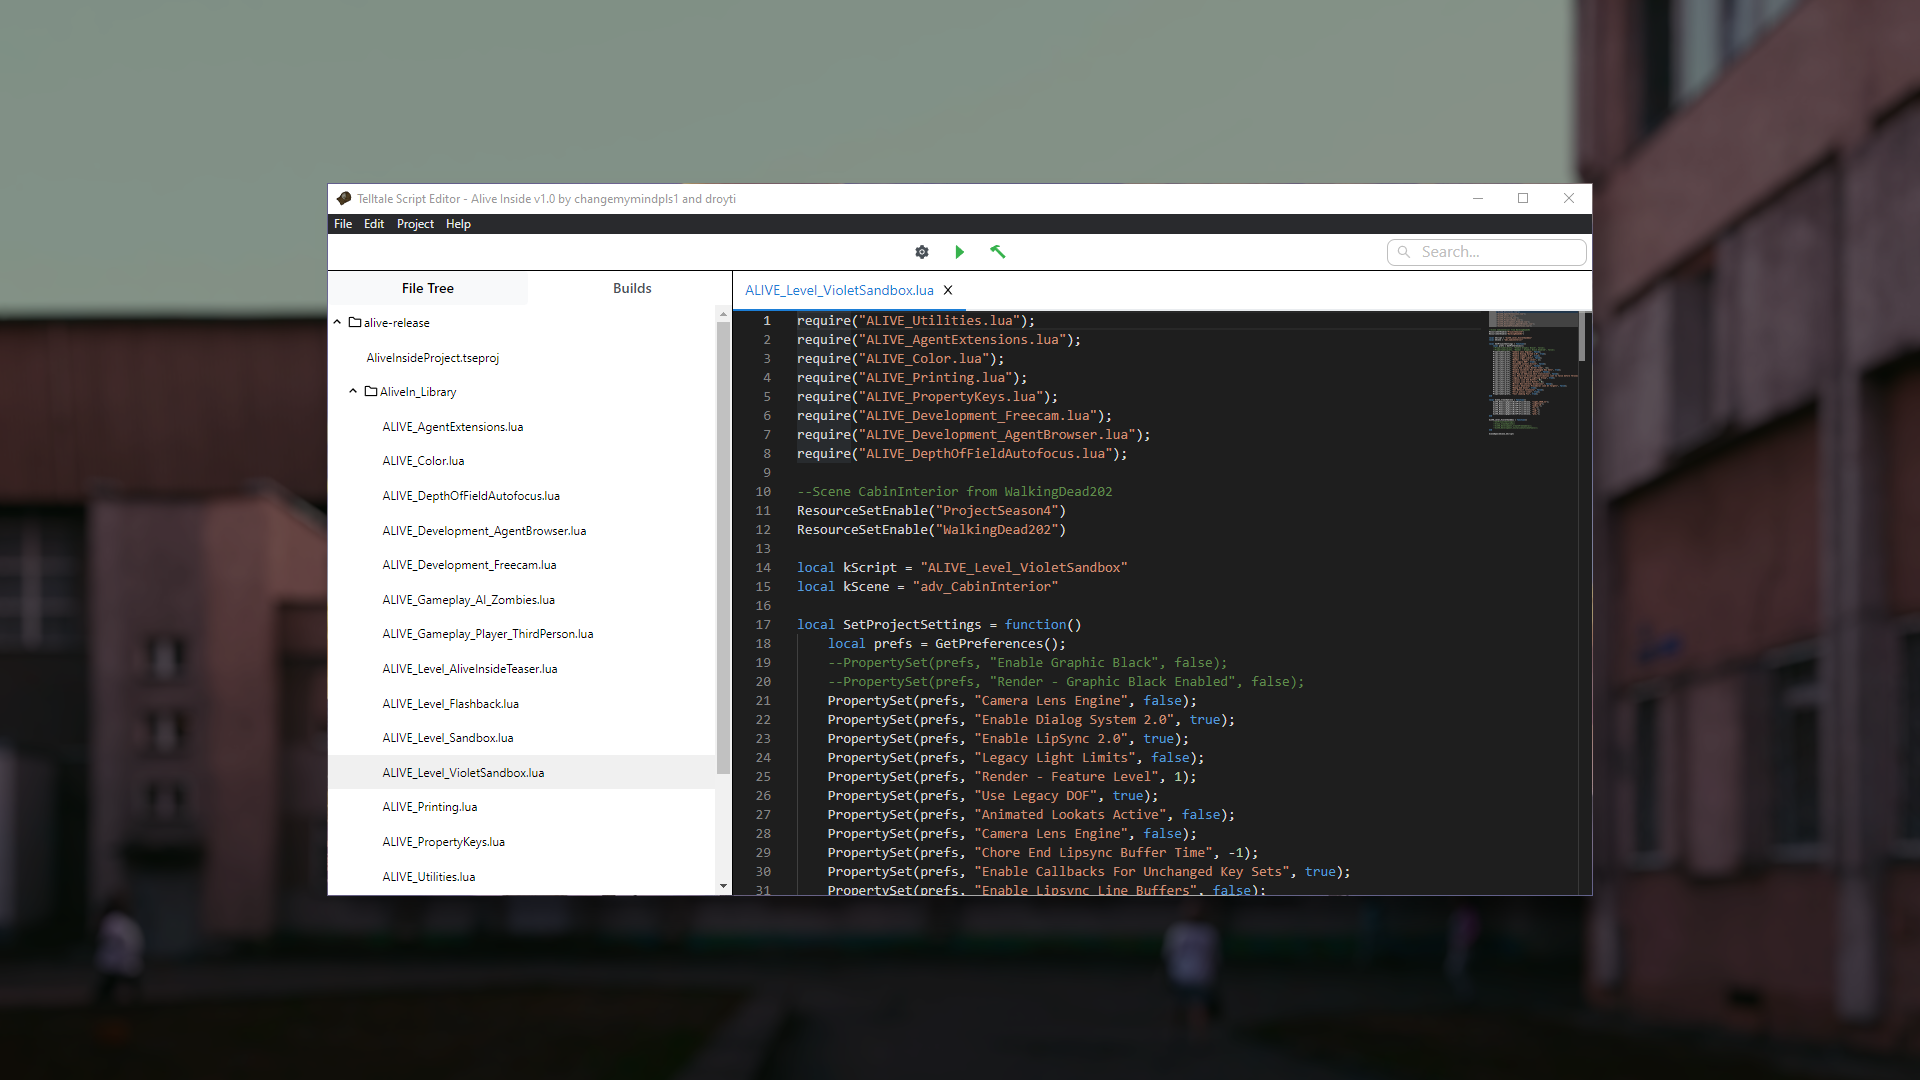 Telltale Script Editor - Alive Inside v1.0 by changemymindpls1 and droyti
File Edit Project Help
Search...
File Tree
Builds
alive-release
AliveInsideProject.tseproj
AliveIn_Library
ALIVE_AgentExtensions.lua
ALIVE_Color.lua
ALIVE_DepthOfFieldAutofocus.lua
ALIVE_Development_AgentBrowser.lua
ALIVE_Development_Freecam.lua
ALIVE_Gameplay_AI_Zombies.lua
ALIVE_Gameplay_Player_ThirdPerson.lua
ALIVE_Level_AliveInsideTeaser.lua
ALIVE_Level_Flashback.lua
ALIVE_Level_Sandbox.lua
ALIVE_Level_VioletSandbox.lua
ALIVE_Printing.lua
ALIVE_PropertyKeys.lua
ALIVE_Utilities.lua
ALIVE_Level_VioletSandbox.lua X
1 require("ALIVE_Utilities.lua");
2 require("ALIVE_AgentExtensions.lua");
3 require("ALIVE_Color.lua");
4 require("ALIVE_Printing.lua");
5 require("ALIVE_PropertyKeys.lua");
6 require("ALIVE_Development_Freecam.lua");
7 require("ALIVE_Development_AgentBrowser.lua");
8 require("ALIVE_DepthOfFieldAutofocus.lua");
9
10 --Scene CabinInterior from WalkingDead202
11 ResourceSetEnable("ProjectSeason4")
12 ResourceSetEnable("WalkingDead202")
13
14 local kScript = "ALIVE_Level_VioletSandbox"
15 local kScene = "adv_CabinInterior"
16
17 local SetProjectSettings = function()
18 local prefs = GetPreferences();
19 --PropertySet(prefs, "Enable Graphic Black", false);
20 --PropertySet(prefs, "Render - Graphic Black Enabled", false);
21 PropertySet(prefs, "Camera Lens Engine", false);
22 PropertySet(prefs, "Enable Dialog System 2.0", true);
23 PropertySet(prefs, "Enable LipSync 2.0", true);
24 PropertySet(prefs, "Legacy Light Limits", false);
25 PropertySet(prefs, "Render - Feature Level", 1);
26 PropertySet(prefs, "Use Legacy DOF", true);
27 PropertySet(prefs, "Animated Lookats Active", false);
28 PropertySet(prefs, "Camera Lens Engine", false);
29 PropertySet(prefs, "Chore End Lipsync Buffer Time", -1);
30 PropertySet(prefs, "Enable Callbacks For Unchanged Key Sets", true);
31 PropertySet(prefs, "Enable Lipsync Line Buffers", false);